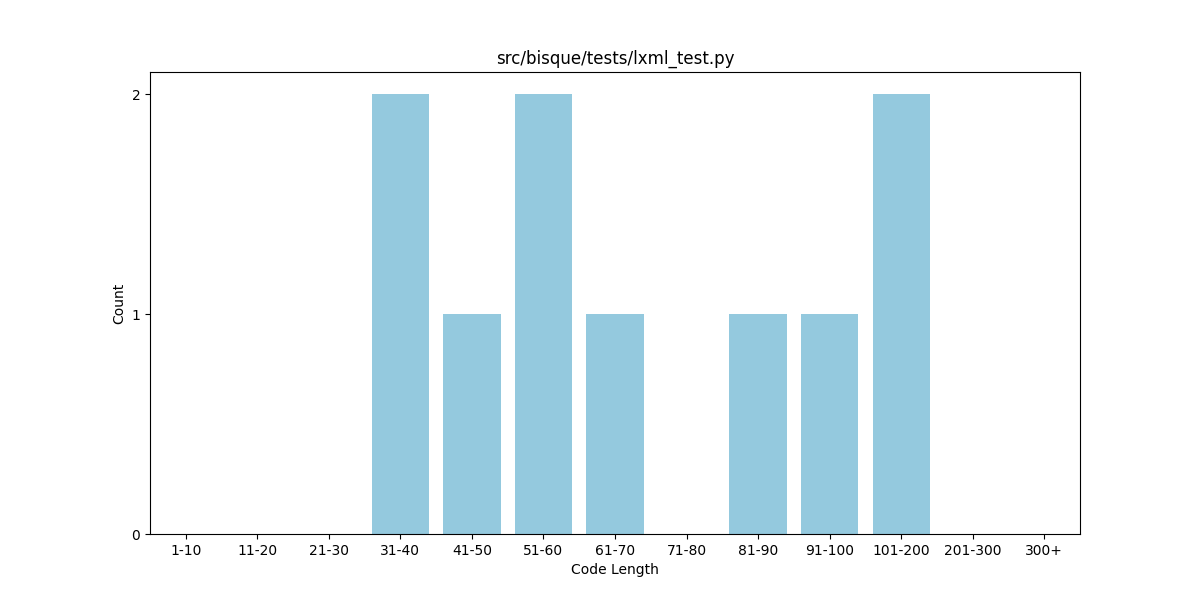 src/bisque/tests/lxml_test.py
Count
2
1
0
1-10 11-20 21-30 31-40 41-50 51-60 61-70 71-80 81-90 91-100 101-200 201-300 300+
Code Length